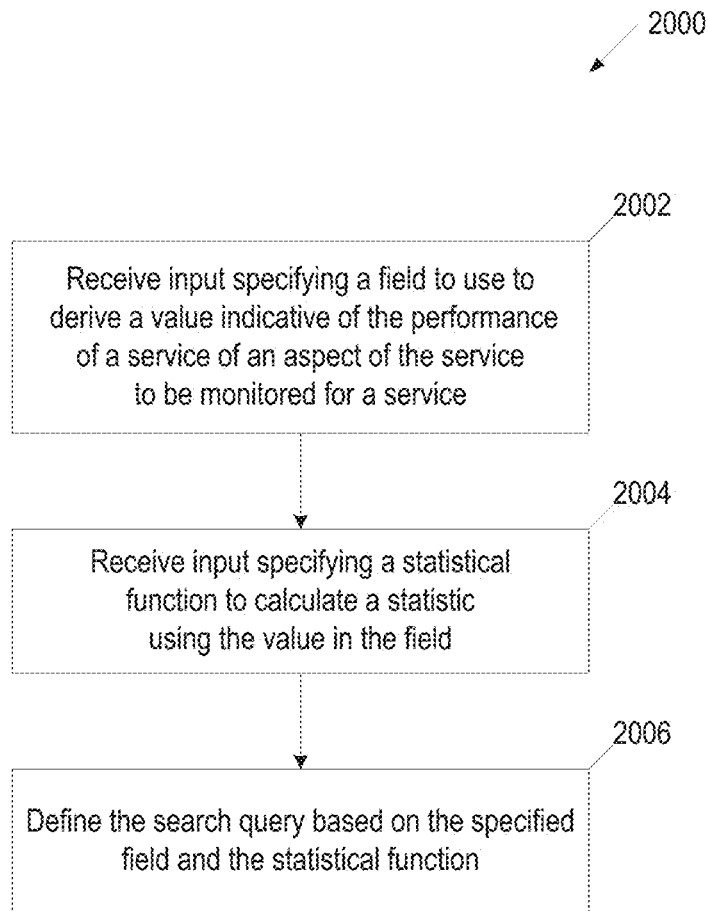 2000
2002
Receive input specifying a field to use to
derive a value indicative of the performance
of a service of an aspect of the service
to be monitored for a service
2004
Receive input specifying a statistical
function to calculate a statistic
using the value in the field
2006
Define the search query based on the specified
field and the statistical function